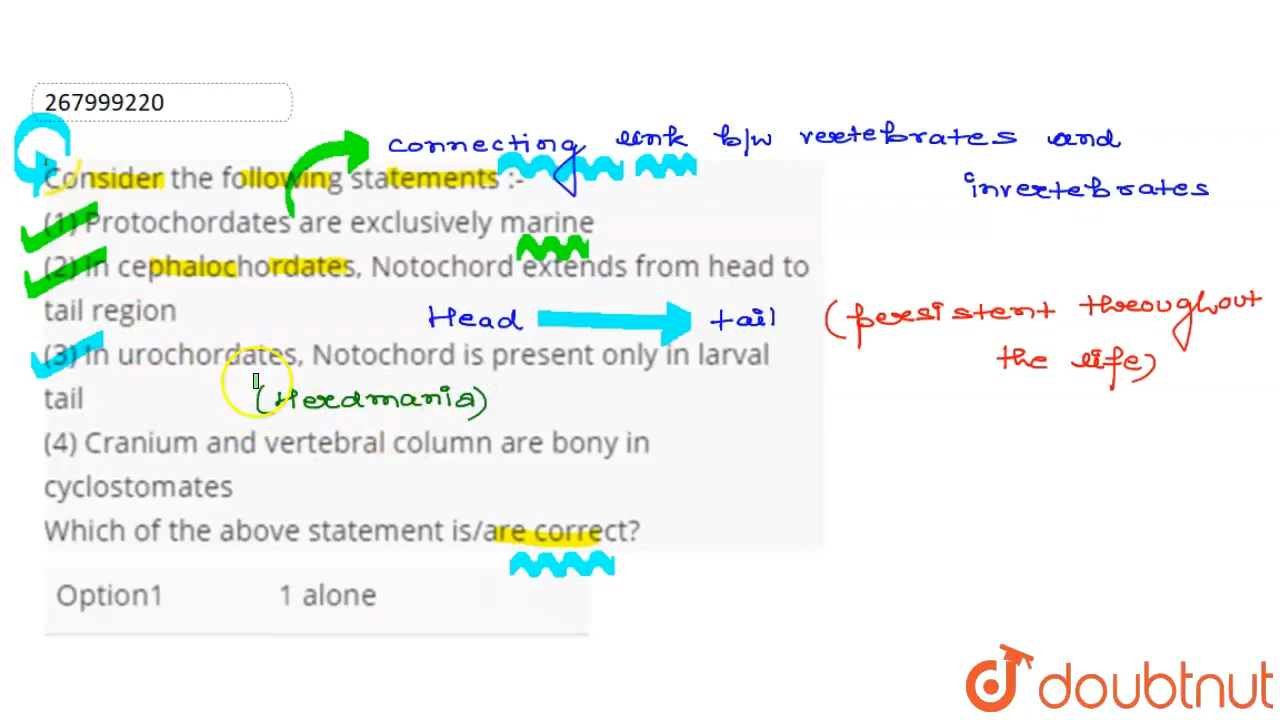 267999220
connecting link b/w vertebrates and
invertebrates
Consider the following statements :-
(1) Protochordates are exclusively marine
(2) In cephalochordates, Notochord extends from head to
tail region
Head tail (persistent throughout
the life)
(3) In urochordates, Notochord is present only in larval
tail
(Herdmania)
(4) Cranium and vertebral column are bony in
cyclostomates
Which of the above statement is/are correct?
Option1 1 alone
doubtnut